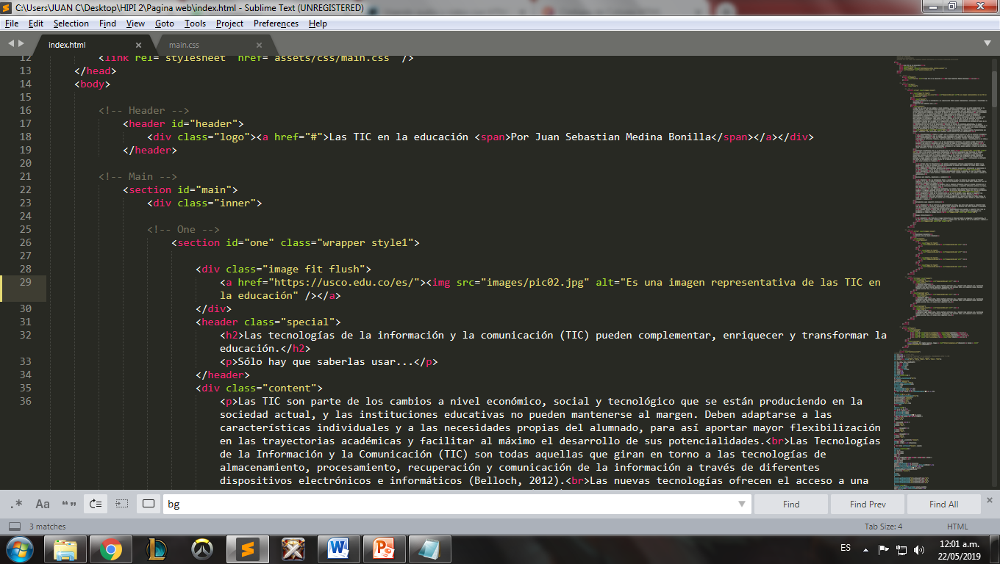 C:\Users\JUAN C\Desktop\HIPI 2\Pagina web\index.html - Sublime Text (UNREGISTERED)
File Edit Selection Find View Goto Tools Project Preferences Help
index.html main.css
12 <link rel="stylesheet" href="assets/css/main.css" />
13 </head>
14 <body>
15
16 <!-- Header -->
17 <header id="header">
18 <div class="logo"><a href="#">Las TIC en la educación <span>Por Juan Sebastian Medina Bonilla</span></a></div>
19 </header>
20
21 <!-- Main -->
22 <section id="main">
23 <div class="inner">
24
25 <!-- One -->
26 <section id="one" class="wrapper style1">
27
28 <div class="image fit flush">
29 <a href="https://usco.edu.co/es/"><img src="images/pic02.jpg" alt="Es una imagen representativa de las TIC en
la educación" /></a>
30 </div>
31 <header class="special">
32 <h2>Las tecnologías de la información y la comunicación (TIC) pueden complementar, enriquecer y transformar la
educación.</h2>
33 <p>Sólo hay que saberlas usar...</p>
34 </header>
35 <div class="content">
36 <p>Las TIC son parte de los cambios a nivel económico, social y tecnológico que se están produciendo en la
sociedad actual, y las instituciones educativas no pueden mantenerse al margen. Deben adaptarse a las
características individuales y a las necesidades propias del alumnado, para así aportar mayor flexibilización
en las trayectorias académicas y facilitar al máximo el desarrollo de sus potencialidades.<br>Las Tecnologías
de la Información y la Comunicación (TIC) son todas aquellas que giran en torno a las tecnologías de
almacenamiento, procesamiento, recuperación y comunicación de la información a través de diferentes
dispositivos electrónicos e informáticos (Belloch, 2012).<br>Las nuevas tecnologías ofrecen el acceso a una
.* Aa “” bg Find Find Prev Find All
3 matches Tab Size: 4 HTML
ES 12:01 a.m.
22/05/2019